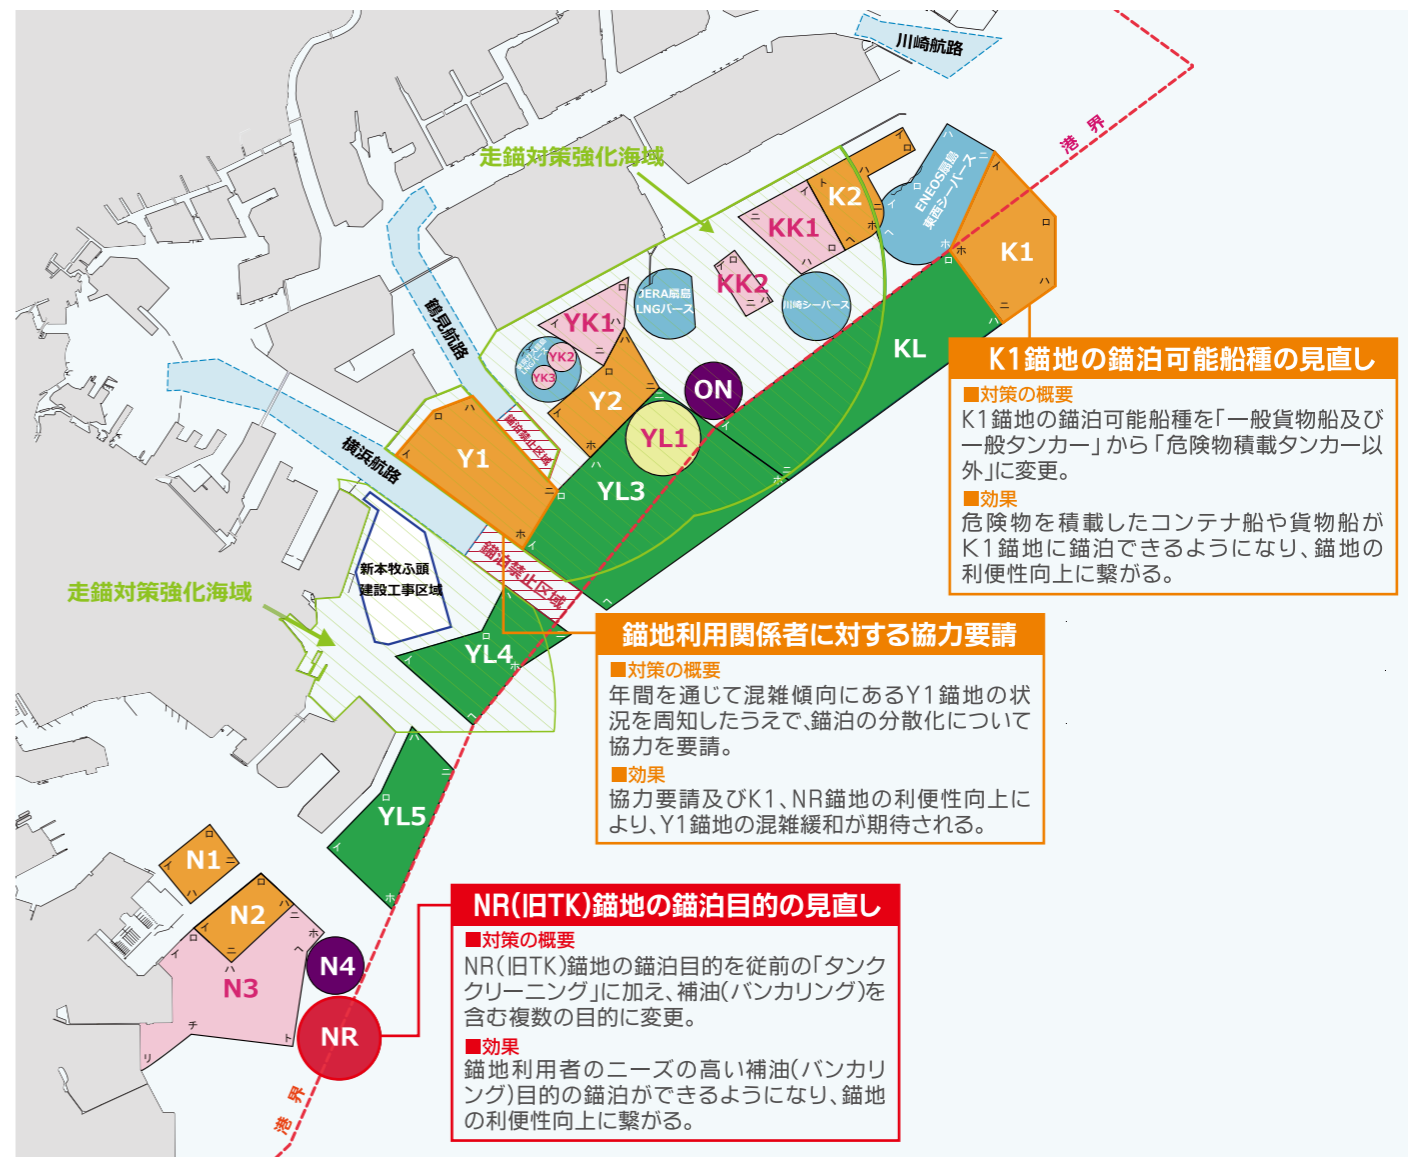 川崎航路
港界
走錨対策強化海域
ENEOS扇島
東西シーバース
K2
KK1
K1
KK2
JERA扇島
LNGバース
川崎シーバース
鶴見航路
YK1
YK2
YK3
LNGバース
KL
ON
Y2
YL1
錨泊禁止区域
Y1
横浜航路
YL3
K1錨地の錨泊可能船種の見直し
■対策の概要
K1錨地の錨泊可能船種を「一般貨物船及び
一般タンカー」から「危険物積載タンカー以
外」に変更。
■効果
危険物を積載したコンテナ船や貨物船が
K1錨地に錨泊できるようになり、錨地の
利便性向上に繋がる。
錨泊禁止区域
新本牧ふ頭
建設工事区域
走錨対策強化海域
YL4
錨地利用関係者に対する協力要請
■対策の概要
年間を通じて混雑傾向にあるY1錨地の状
況を周知したうえで、錨泊の分散化について
協力を要請。
■効果
協力要請及びK1、NR錨地の利便性向上に
より、Y1錨地の混雑緩和が期待される。
YL5
N1
N2
N3
N4
NR
NR(旧TK)錨地の錨泊目的の見直し
■対策の概要
NR(旧TK)錨地の錨泊目的を従前の「タンク
クリーニング」に加え、補油(バンカリング)を
含む複数の目的に変更。
■効果
錨地利用者のニーズの高い補油(バンカリ
ング)目的の錨泊ができるようになり、錨地
の利便性向上に繋がる。
港界